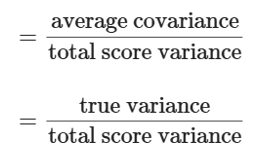 = average covariance / total score variance
= true variance / total score variance